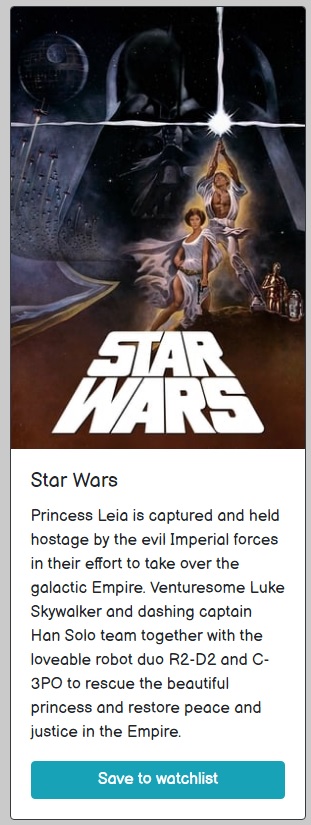 STAR
WARS
Star Wars
Princess Leia is captured and held
hostage by the evil Imperial forces
in their effort to take over the
galactic Empire. Venturesome Luke
Skywalker and dashing captain
Han Solo team together with the
loveable robot duo R2-D2 and C-
3PO to rescue the beautiful
princess and restore peace and
justice in the Empire.
Save to watchlist